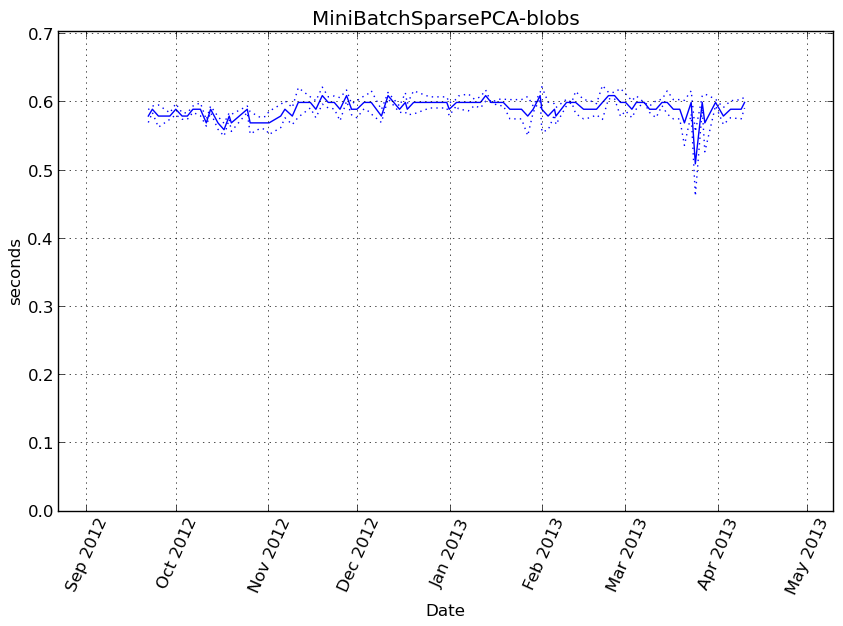 MiniBatchSparsePCA-blobs
0.7
0.6
0.5
0.4
0.3
0.2
0.1
0.0
seconds
Sep 2012
Oct 2012
Nov 2012
Dec 2012
Jan 2013
Feb 2013
Mar 2013
Apr 2013
May 2013
Date